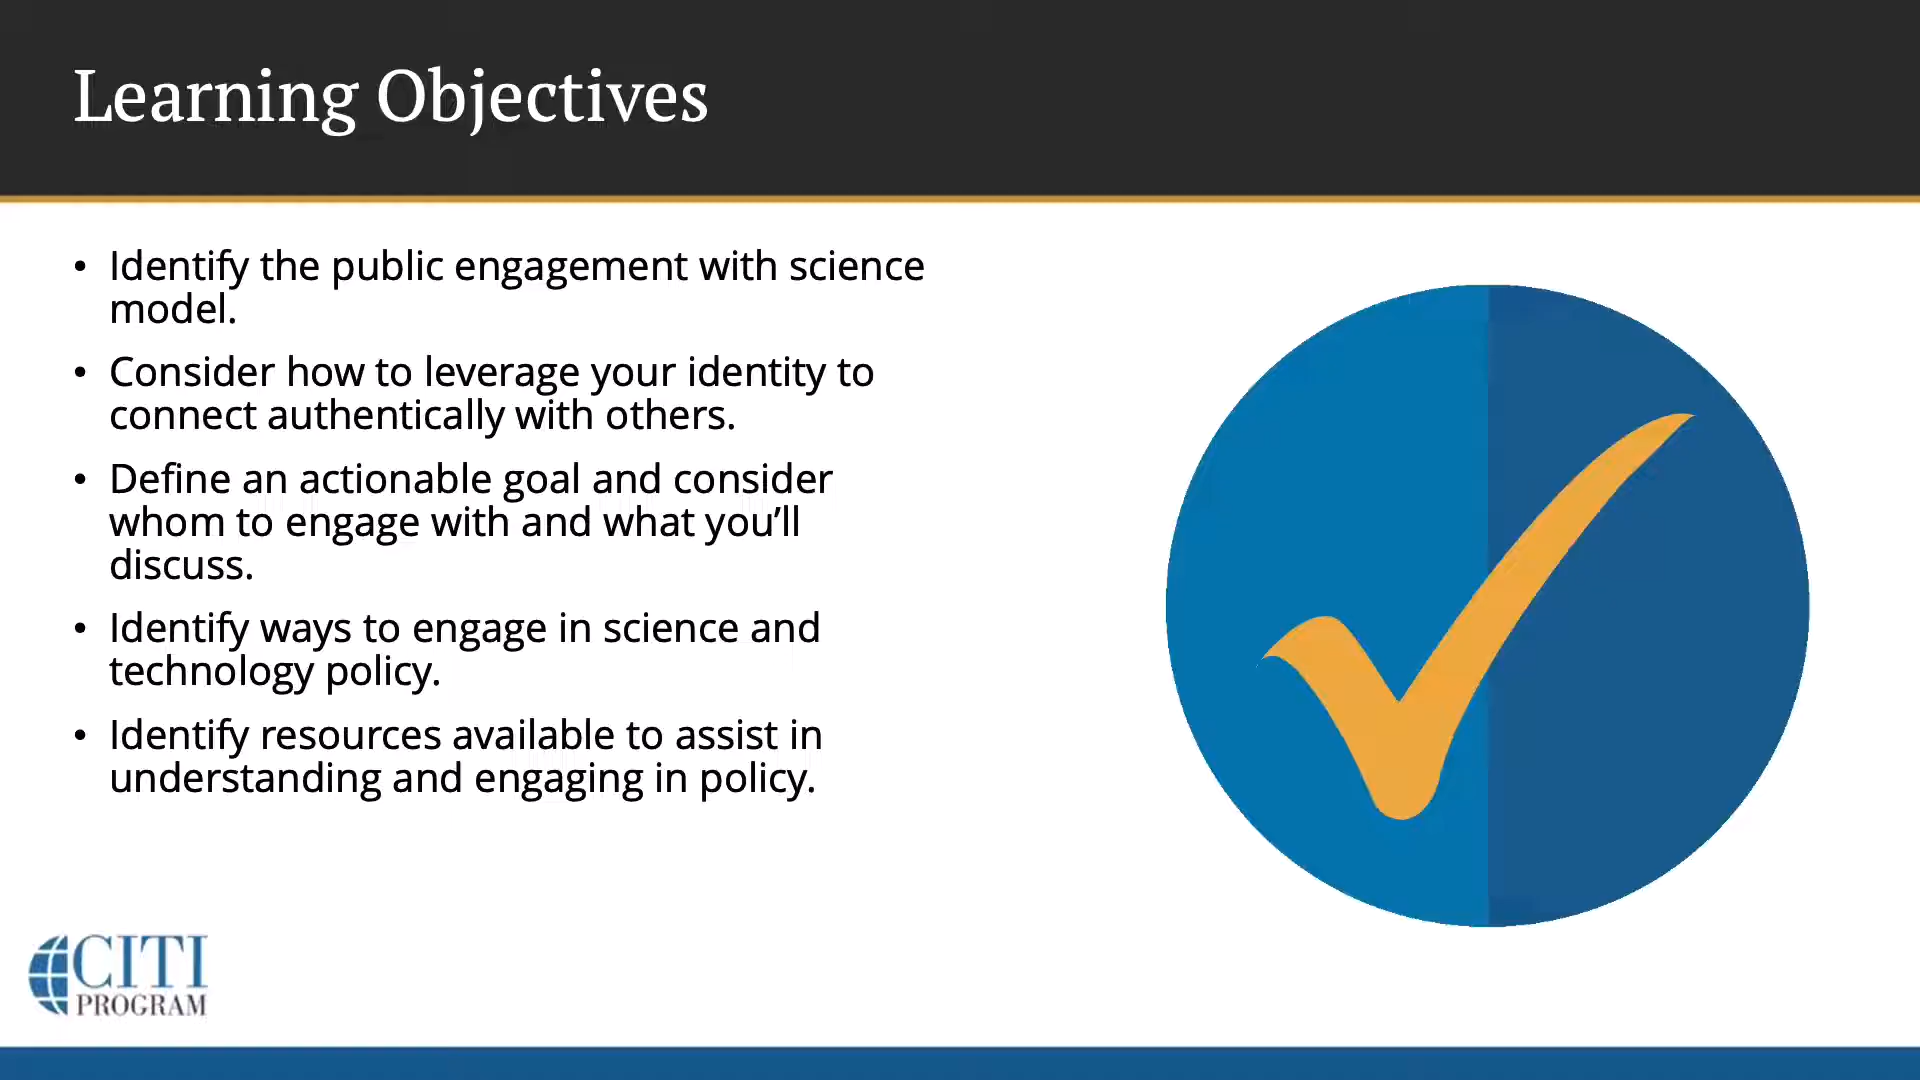 Learning Objectives
• Identify the public engagement with science
model.
• Consider how to leverage your identity to
connect authentically with others.
• Define an actionable goal and consider
whom to engage with and what you’ll
discuss.
• Identify ways to engage in science and
technology policy.
• Identify resources available to assist in
understanding and engaging in policy.
CITI
PROGRAM